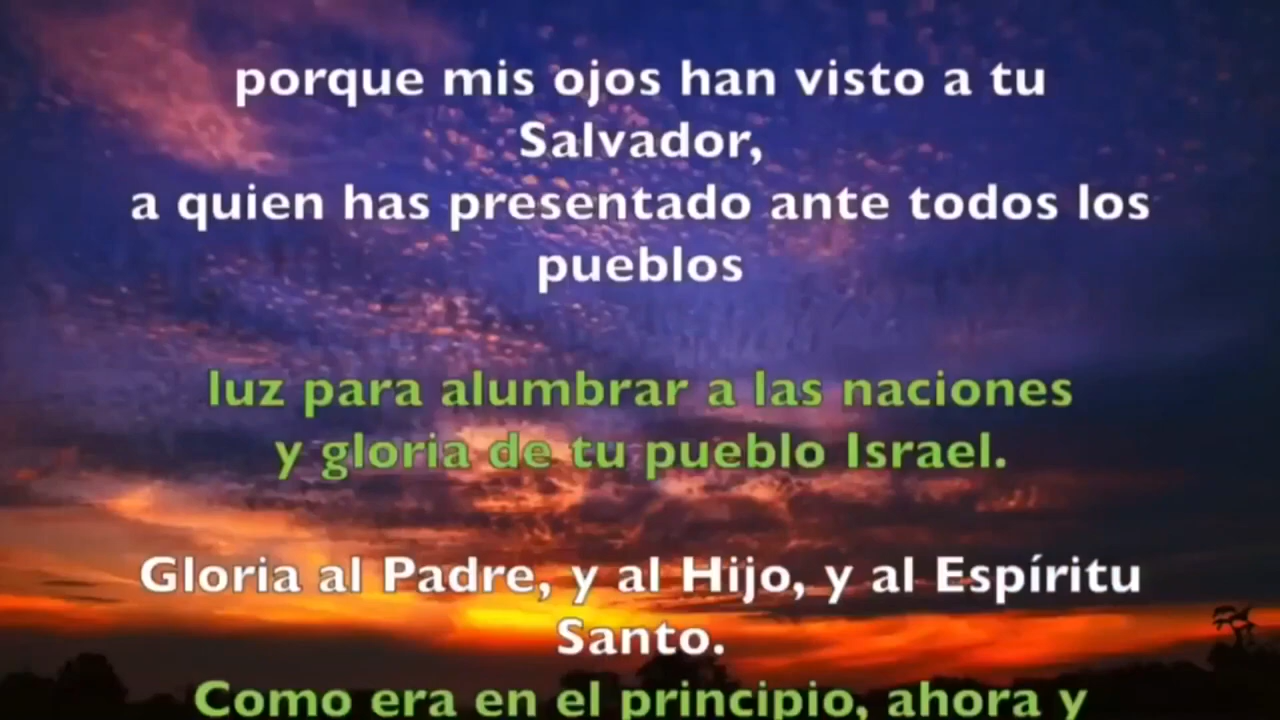 porque mis ojos han visto a tu
Salvador,
a quien has presentado ante todos los
pueblos
luz para alumbrar a las naciones
y gloria de tu pueblo Israel.
Gloria al Padre, y al Hijo, y al Espíritu
Santo.
Como era en el principio, ahora y